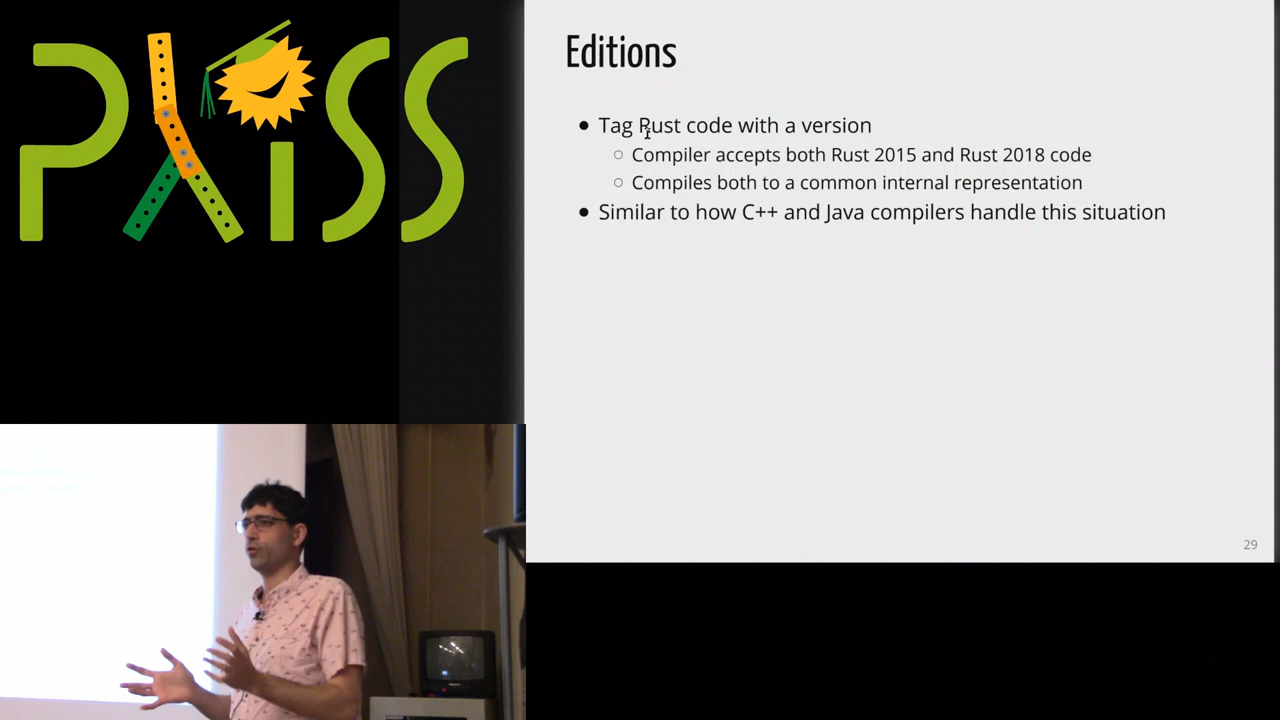 PLISS
Editions
Tag Rust code with a version
Compiler accepts both Rust 2015 and Rust 2018 code
Compiles both to a common internal representation
Similar to how C++ and Java compilers handle this situation
29